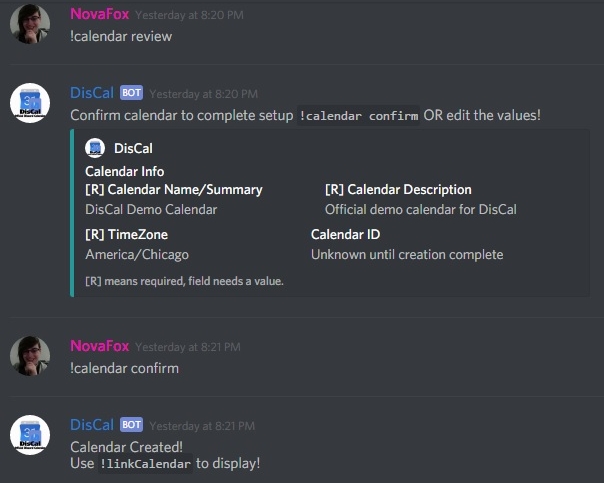 NovaFox Yesterday at 8:20 PM
!calendar review
DisCal BOT Yesterday at 8:20 PM
Confirm calendar to complete setup !calendar confirm OR edit the values!
DisCal
Calendar Info
[R] Calendar Name/Summary [R] Calendar Description
DisCal Demo Calendar Official demo calendar for DisCal
[R] TimeZone Calendar ID
America/Chicago Unknown until creation complete
[R] means required, field needs a value.
NovaFox Yesterday at 8:21 PM
!calendar confirm
DisCal BOT Yesterday at 8:21 PM
Calendar Created!
Use !linkCalendar to display!